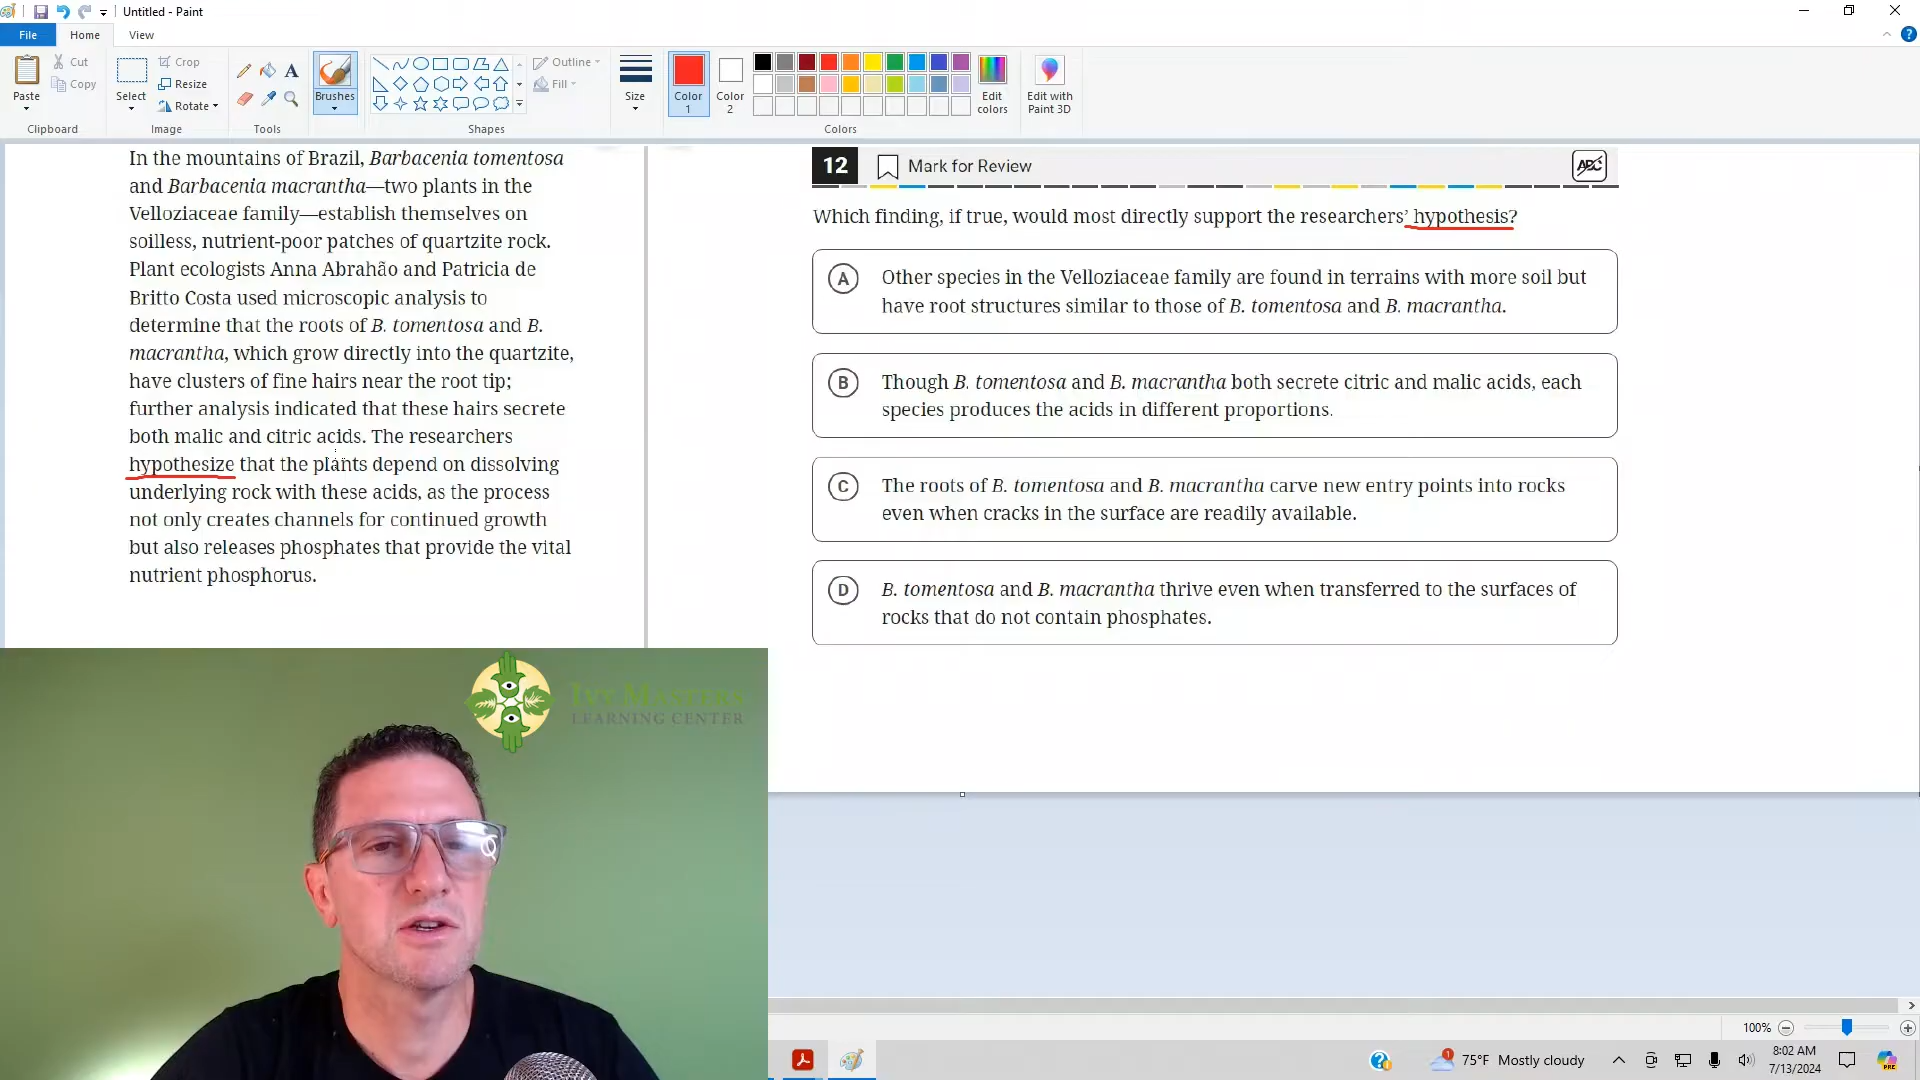 Untitled - Paint
File
Home
View
Paste
Cut
Copy
Clipboard
Select
Crop
Resize
Rotate
Image
Tools
Brushes
Shapes
Outline
Fill
Size
Color
1
Color
2
Colors
Edit
colors
Edit with
Paint 3D
In the mountains of Brazil, Barbacenia tomentosa
and Barbacenia macrantha—two plants in the
Velloziaceae family—establish themselves on
soilless, nutrient-poor patches of quartzite rock.
Plant ecologists Anna Abrahão and Patricia de
Britto Costa used microscopic analysis to
determine that the roots of B. tomentosa and B.
macrantha, which grow directly into the quartzite,
have clusters of fine hairs near the root tip;
further analysis indicated that these hairs secrete
both malic and citric acids. The researchers
hypothesize that the plants depend on dissolving
underlying rock with these acids, as the process
not only creates channels for continued growth
but also releases phosphates that provide the vital
nutrient phosphorus.
12
Mark for Review
ABC
Which finding, if true, would most directly support the researchers’ hypothesis?
A
Other species in the Velloziaceae family are found in terrains with more soil but
have root structures similar to those of B. tomentosa and B. macrantha.
B
Though B. tomentosa and B. macrantha both secrete citric and malic acids, each
species produces the acids in different proportions.
C
The roots of B. tomentosa and B. macrantha carve new entry points into rocks
even when cracks in the surface are readily available.
D
B. tomentosa and B. macrantha thrive even when transferred to the surfaces of
rocks that do not contain phosphates.
IVY MASTERS
LEARNING CENTER
100%
75°F Mostly cloudy
8:02 AM
7/13/2024